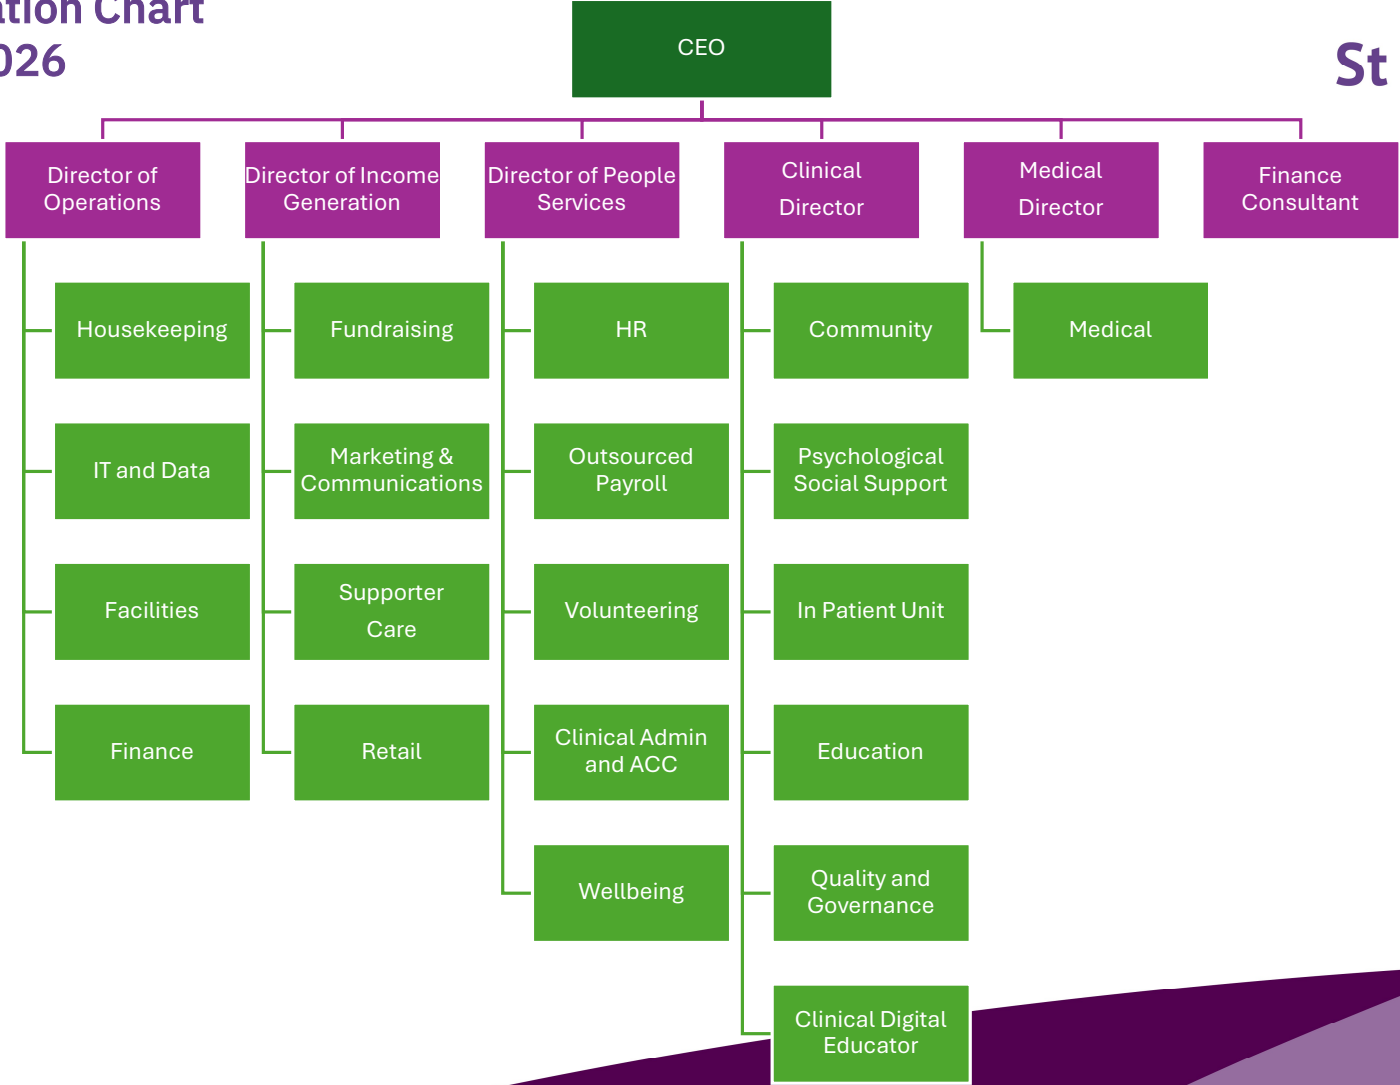 ation Chart
026
St
CEO
Director of
Operations
Director of Income
Generation
Director of People
Services
Clinical
Director
Medical
Director
Finance
Consultant
Housekeeping
Fundraising
HR
Community
Medical
IT and Data
Marketing &
Communications
Outsourced
Payroll
Psychological
Social Support
Facilities
Supporter
Care
Volunteering
In Patient Unit
Finance
Retail
Clinical Admin
and ACC
Education
Wellbeing
Quality and
Governance
Clinical Digital
Educator